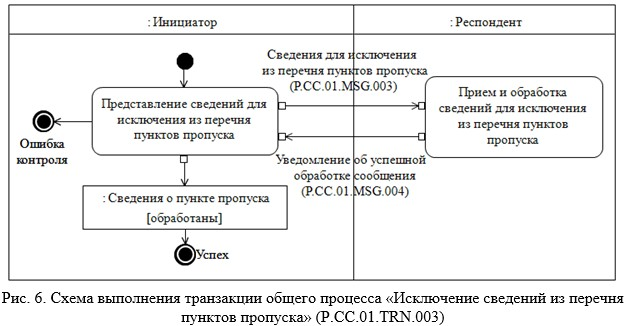 : Инициатор
: Респондент
Сведения для исключения
из перечня пунктов пропуска
(P.CC.01.MSG.003)
Представление сведений для
исключения из перечня
пунктов пропуска
Прием и обработка
сведений для исключения
из перечня пунктов
пропуска
Ошибка
контроля
Уведомление об успешной
обработке сообщения
(P.CC.01.MSG.004)
: Сведения о пункте пропуска
[обработаны]
Успех
Рис. 6. Схема выполнения транзакции общего процесса «Исключение сведений из перечня
пунктов пропуска» (P.CC.01.TRN.003)